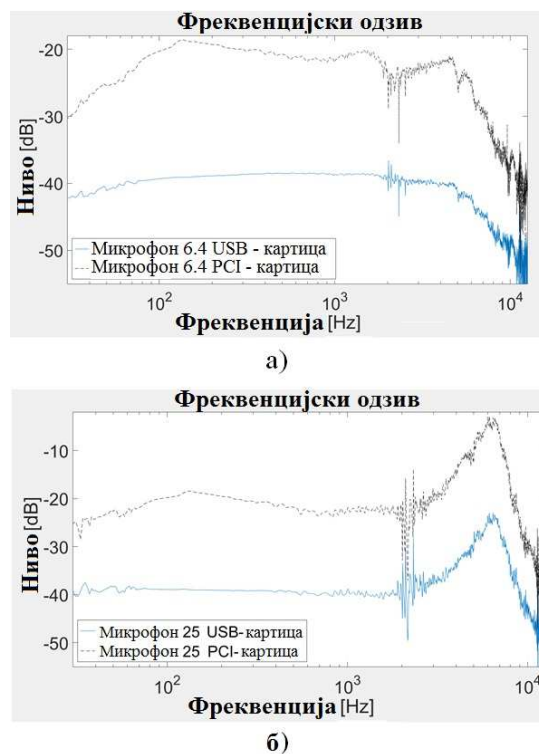 Фреквенцијски одзив
-20
-30
-40
-50
Ниво [dB]
Микрофон 6.4 USB - картица
Микрофон 6.4 PCI - картица
10²
10³
10⁴
Фреквенција [Hz]
а)
Фреквенцијски одзив
-10
-20
-30
-40
-50
Ниво [dB]
Микрофон 25 USB-картица
Микрофон 25 PCI-картица
10²
10³
10⁴
Фреквенција [Hz]
б)